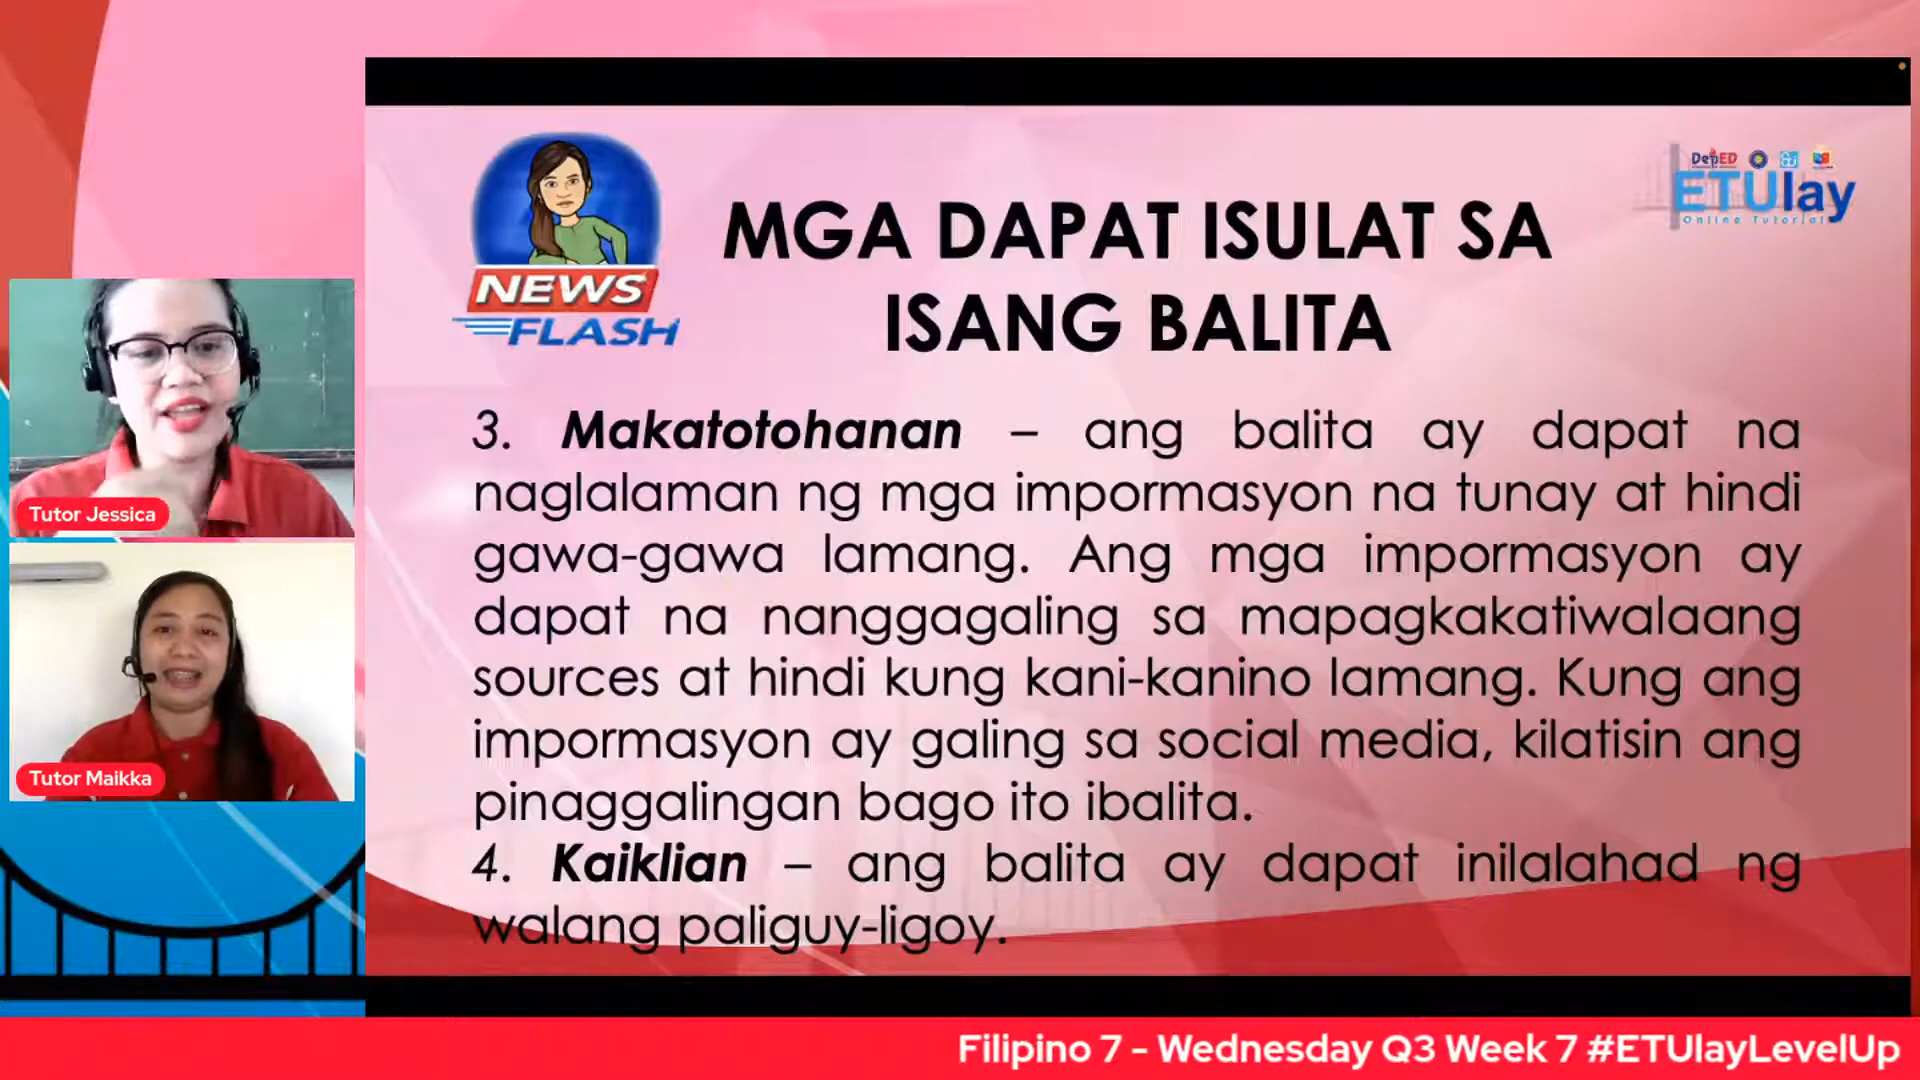 NEWS
FLASH
DepED
ETUlay
Online Tutorial
MGA DAPAT ISULAT SA
ISANG BALITA
3. Makatotohanan – ang balita ay dapat na
naglalaman ng mga impormasyon na tunay at hindi
gawa-gawa lamang. Ang mga impormasyon ay
dapat na nanggagaling sa mapagkakatiwalaang
sources at hindi kung kani-kanino lamang. Kung ang
impormasyon ay galing sa social media, kilatisin ang
pinaggalingan bago ito ibalita.
4. Kaiklian – ang balita ay dapat inilalahad ng
walang paliguy-ligoy.
Tutor Jessica
Tutor Maikka
Filipino 7 - Wednesday Q3 Week 7 #ETUlayLevelUp